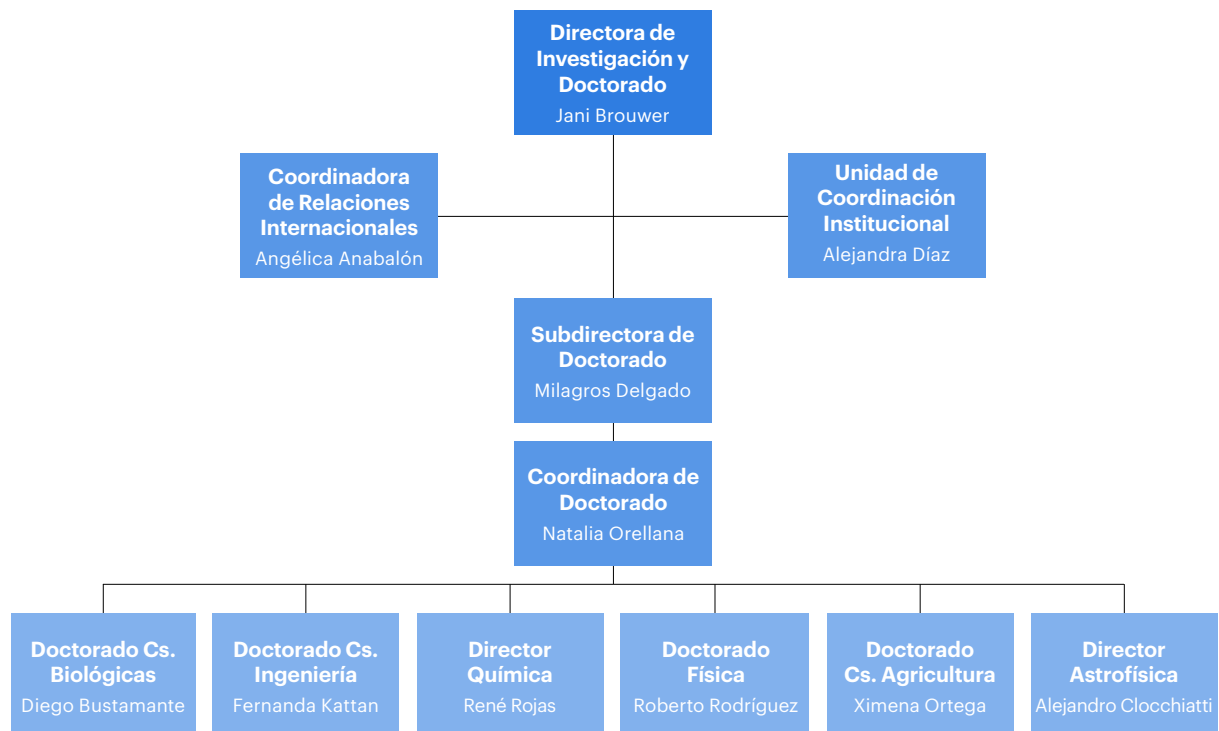 Directora de
Investigación y
Doctorado
Jani Brouwer
Coordinadora
de Relaciones
Internacionales
Angélica Anabalón
Unidad de
Coordinación
Institucional
Alejandra Díaz
Subdirectora de
Doctorado
Milagros Delgado
Coordinadora de
Doctorado
Natalia Orellana
Doctorado Cs.
Biológicas
Diego Bustamante
Doctorado Cs.
Ingeniería
Fernanda Kattan
Director
Química
René Rojas
Doctorado
Física
Roberto Rodríguez
Doctorado
Cs. Agricultura
Ximena Ortega
Director
Astrofísica
Alejandro Clocchiatti